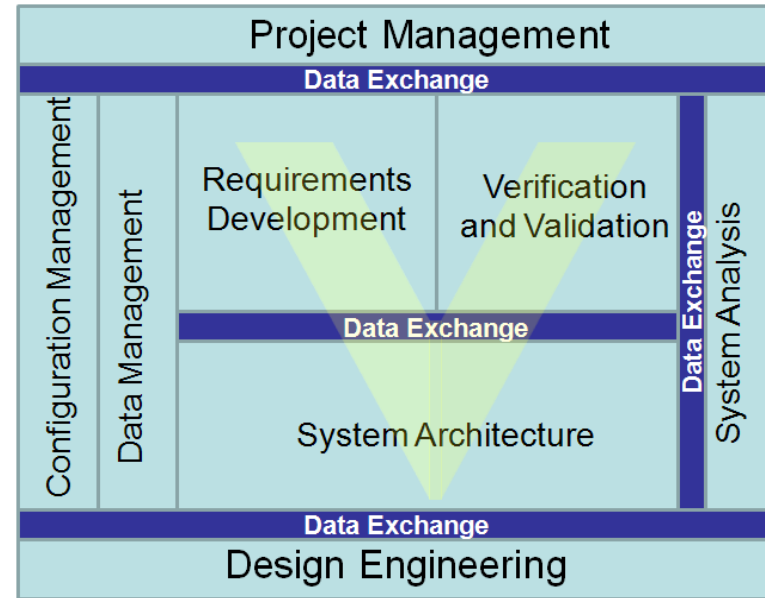 Project Management
Data Exchange
Configuration Management
Data Management
Requirements
Development
Verification
and Validation
Data Exchange
System Architecture
Data Exchange
System Analysis
Data Exchange
Design Engineering